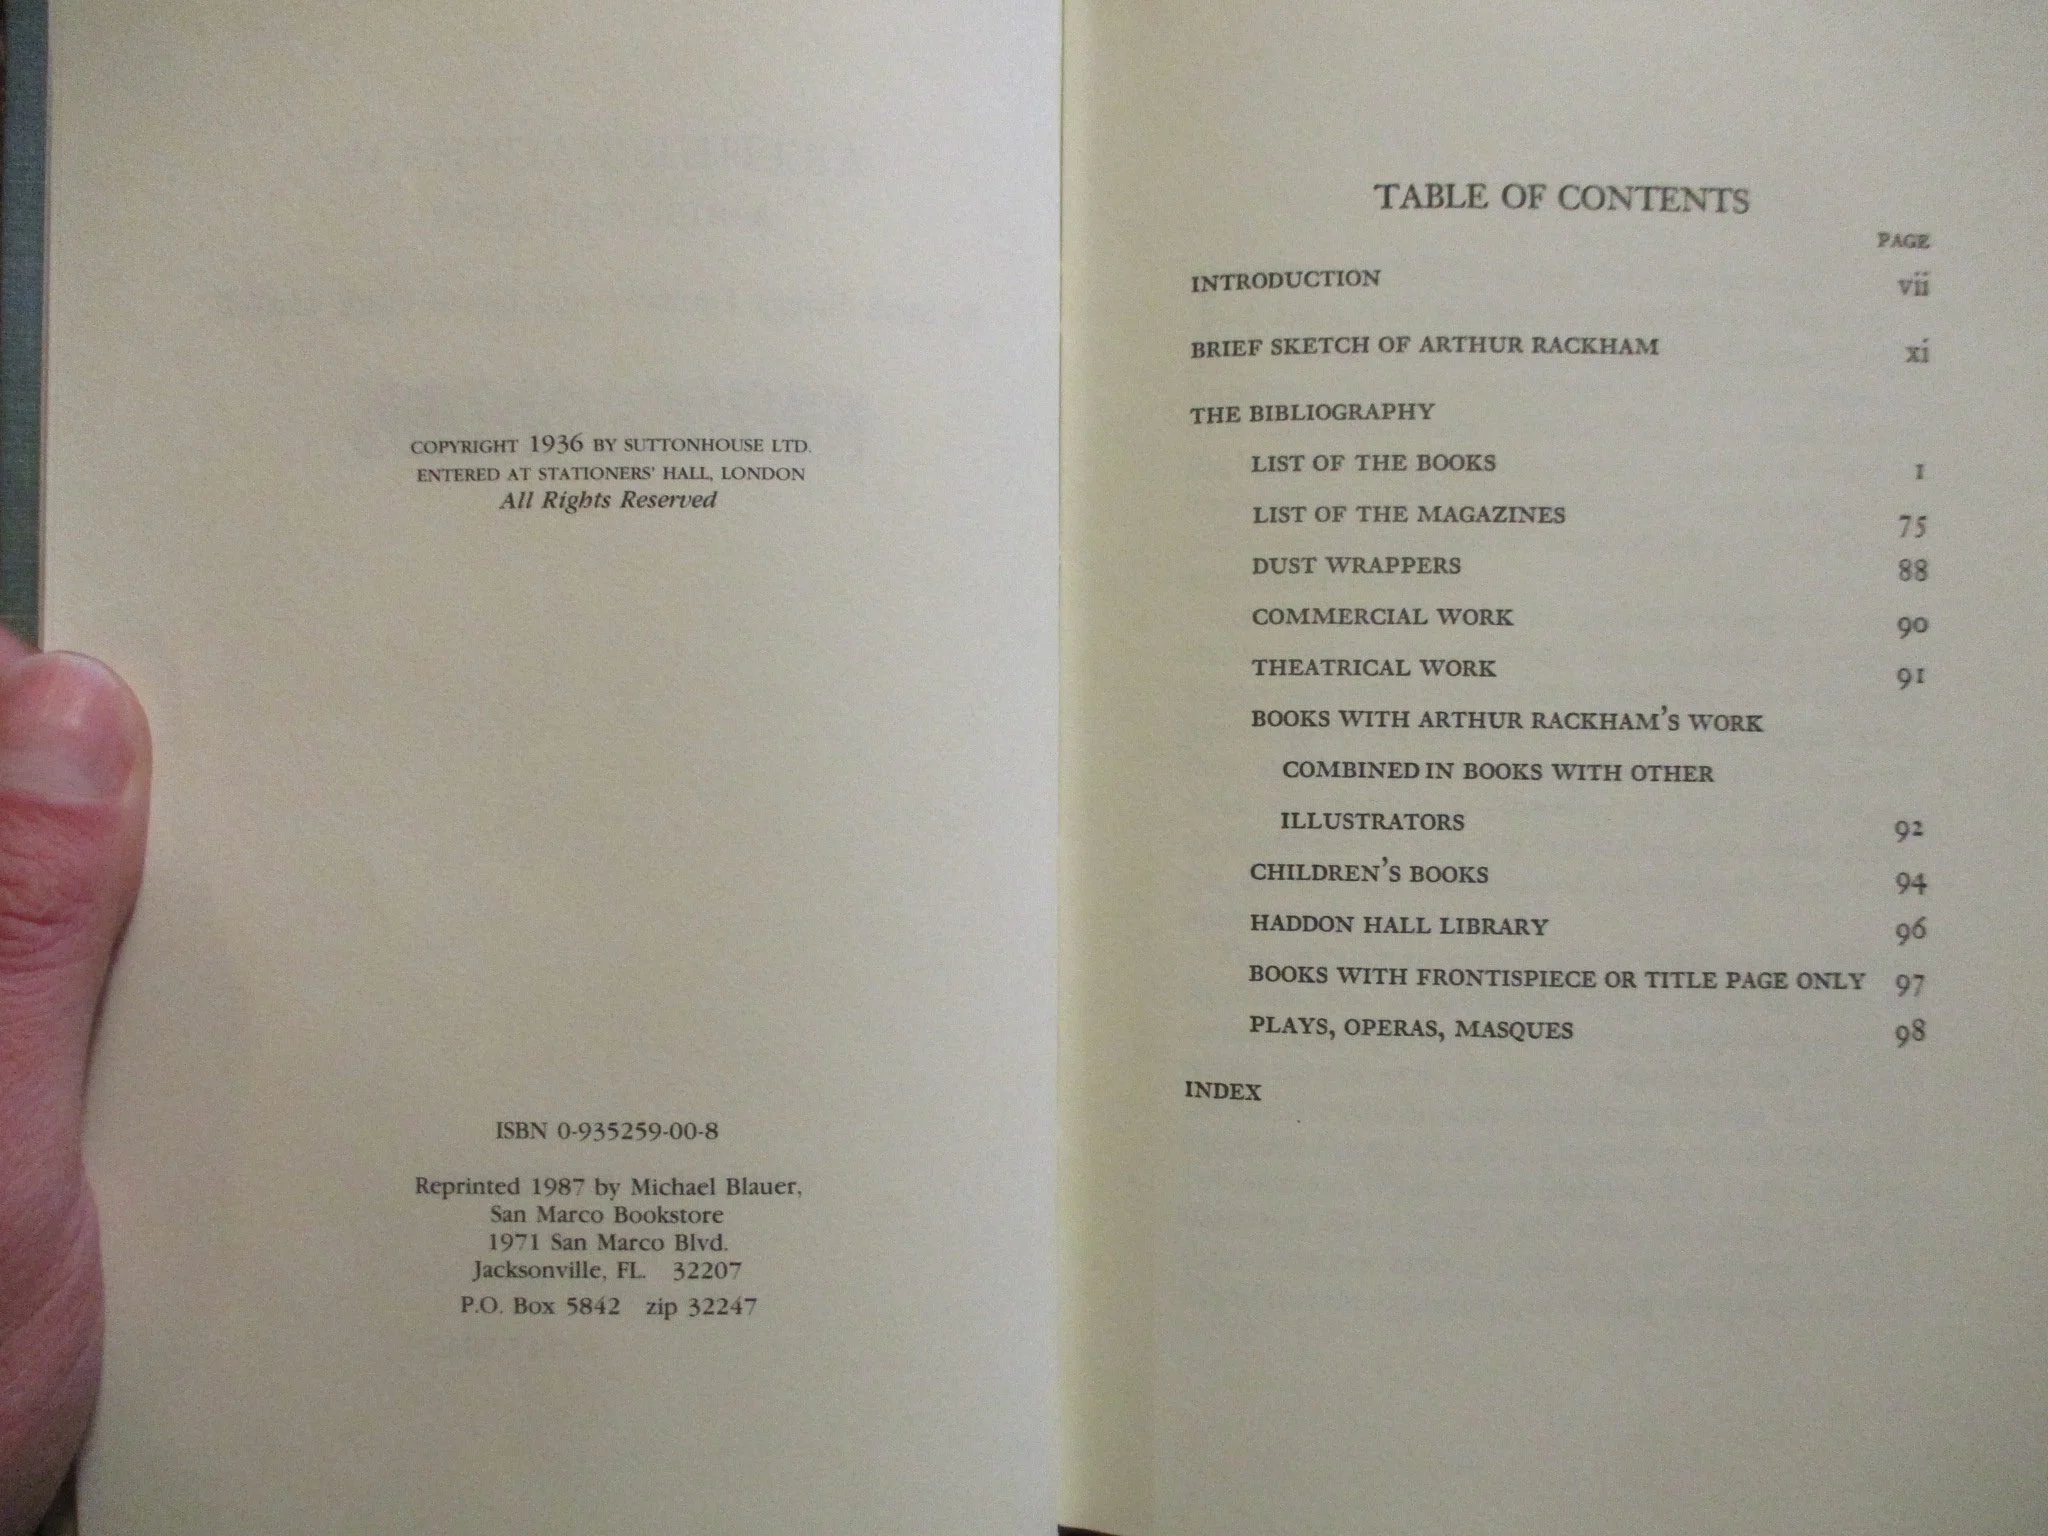 COPYRIGHT 1936 BY SUTTONHOUSE LTD.
ENTERED AT STATIONERS' HALL, LONDON
All Rights Reserved
ISBN 0-935259-00-8
Reprinted 1987 by Michael Blauer,
San Marco Bookstore
1971 San Marco Blvd.
Jacksonville, FL. 32207
P.O. Box 5842 zip 32247
TABLE OF CONTENTS
PAGE
INTRODUCTION vii
BRIEF SKETCH OF ARTHUR RACKHAM xi
THE BIBLIOGRAPHY
LIST OF THE BOOKS 1
LIST OF THE MAGAZINES 75
DUST WRAPPERS 88
COMMERCIAL WORK 90
THEATRICAL WORK 91
BOOKS WITH ARTHUR RACKHAM'S WORK
COMBINED IN BOOKS WITH OTHER
ILLUSTRATORS 92
CHILDREN'S BOOKS 94
HADDON HALL LIBRARY 96
BOOKS WITH FRONTISPIECE OR TITLE PAGE ONLY 97
PLAYS, OPERAS, MASQUES 98
INDEX